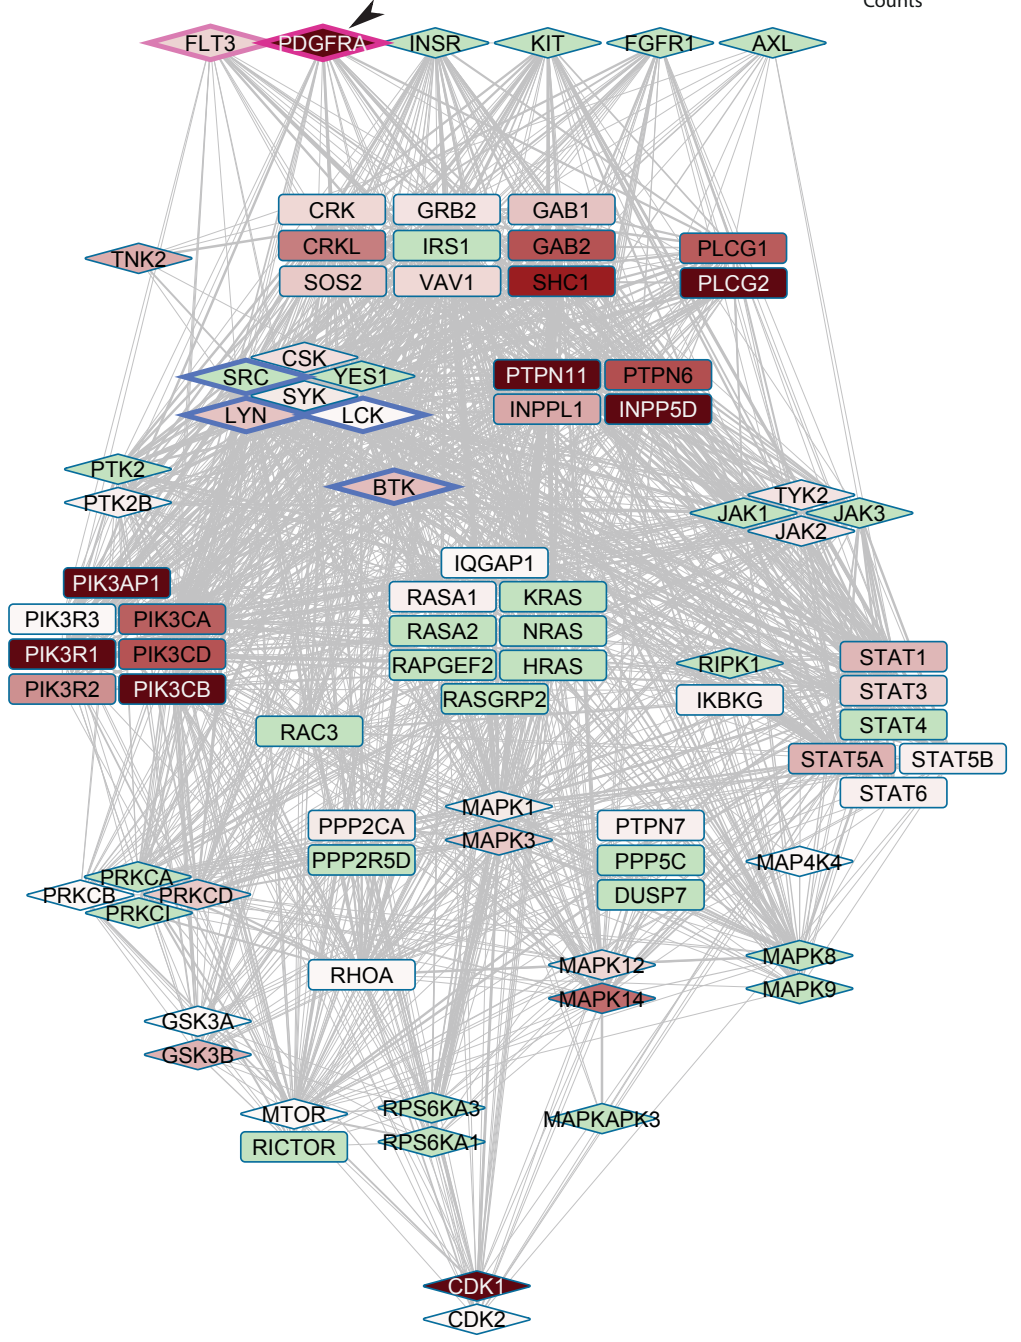 Counts
FLT3 PDGFRA INSR KIT FGFR1 AXL
CRK GRB2 GAB1
CRKL IRS1 GAB2 PLCG1
TNK2
SOS2 VAV1 SHC1 PLCG2
CSK
SRC YES1 PTPN11 PTPN6
SYK
LYN LCK INPPL1 INPP5D
PTK2
BTK
PTK2B TYK2
JAK1 JAK3
JAK2
IQGAP1
PIK3AP1
RASA1 KRAS
PIK3R3 PIK3CA
RASA2 NRAS
PIK3R1 PIK3CD STAT1
RAPGEF2 HRAS RIPK1
PIK3R2 PIK3CB STAT3
RASGRP2 IKBKG
RAC3 STAT4
STAT5A STAT5B
STAT6
MAPK1
PPP2CA PTPN7
MAPK3
PPP2R5D PPP5C MAP4K4
PRKCA
PRKCB PRKCD DUSP7
PRKCI
MAPK8
MAPK12
RHOA
MAPK9
MAPK14
GSK3A
GSK3B
RPS6KA3
MTOR MAPKAPK3
RPS6KA1
RICTOR
CDK1
CDK2